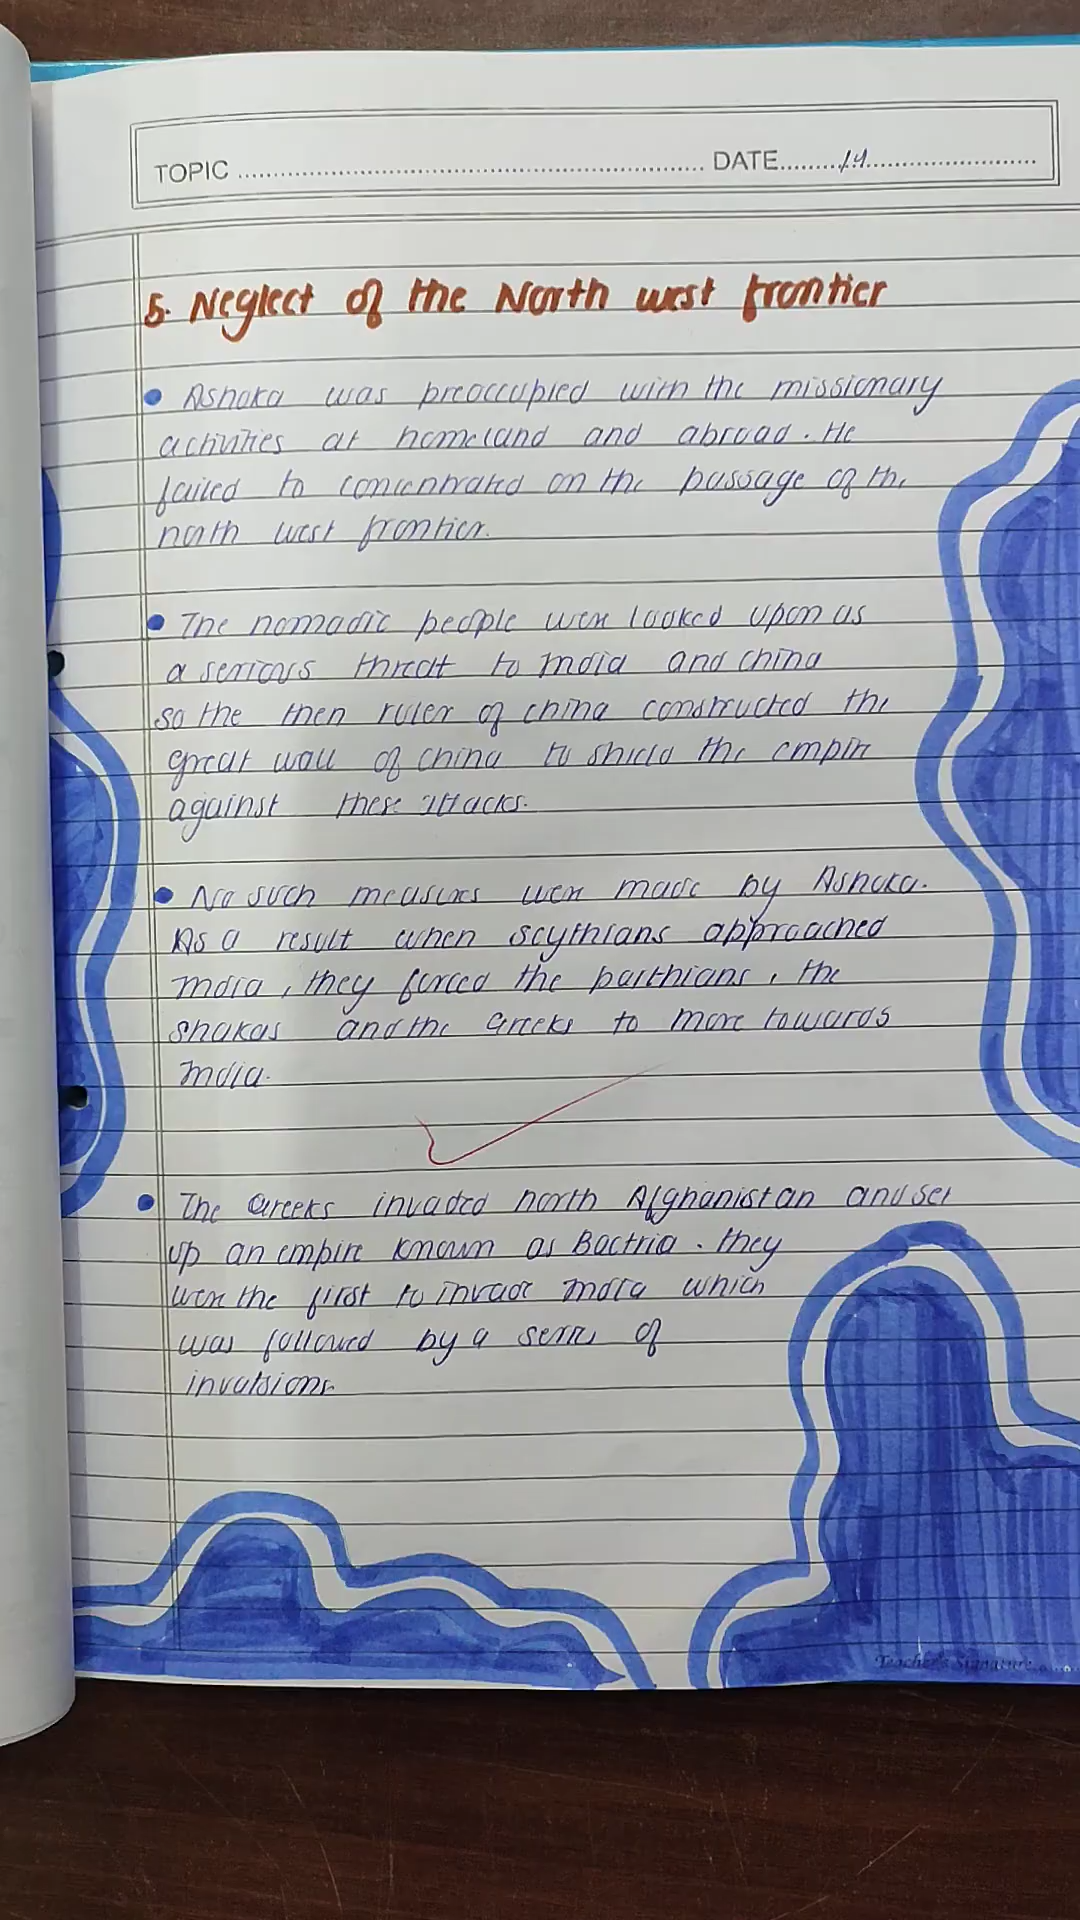 TOPIC ........ DATE........14........
5. Neglect of the North west frontier
• Ashoka was preoccupied with the missionary
activities at homeland and abroad. He
failed to concentrated on the passage of the
north west frontier.
• The nomadic people were looked upon as
a serious threat to India and china
so the then ruler of china constructed the
great wall of china to shield the empire
against these attacks.
• No such measures were made by Ashoka.
As a result when scythians approached
India, they forced the parthians, the
shakas and the Greeks to move towards
India.
• The Greeks invaded north Afghanistan and set
up an empire known as Bactria. they
were the first to invade India which
was followed by a series of
invatsions.
Teacher's Signature